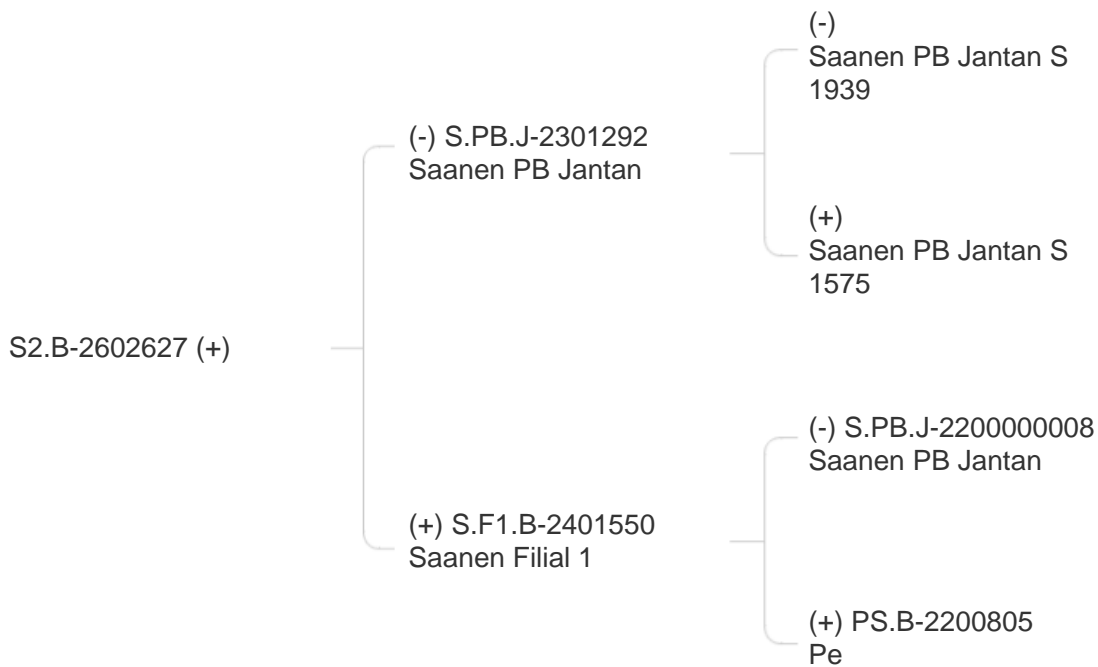 (-)
Saanen PB Jantan S
1939
(-) S.PB.J-2301292
Saanen PB Jantan
(+)
Saanen PB Jantan S
1575
S2.B-2602627 (+)
(-) S.PB.J-2200000008
Saanen PB Jantan
(+) S.F1.B-2401550
Saanen Filial 1
(+) PS.B-2200805
Pe